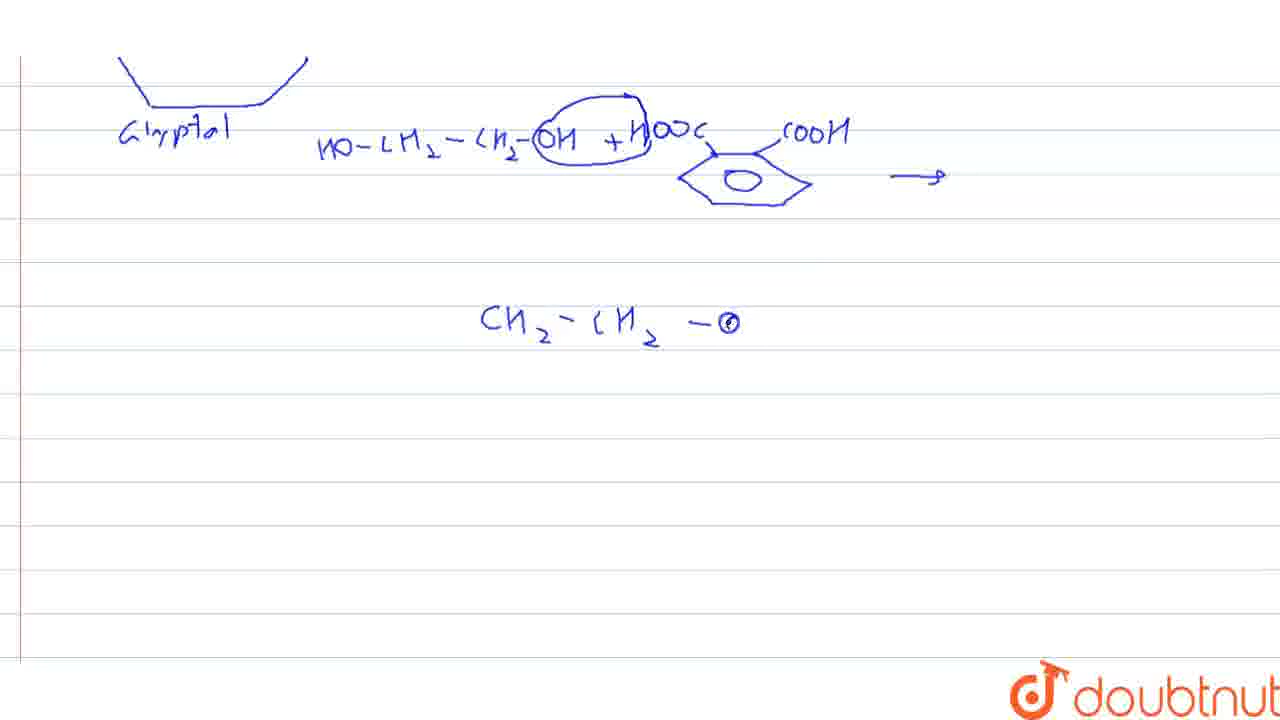 Glyptal
HO-CH2-CH2-OH + HOOC COOH →
CH2-CH2-O
doubtnut